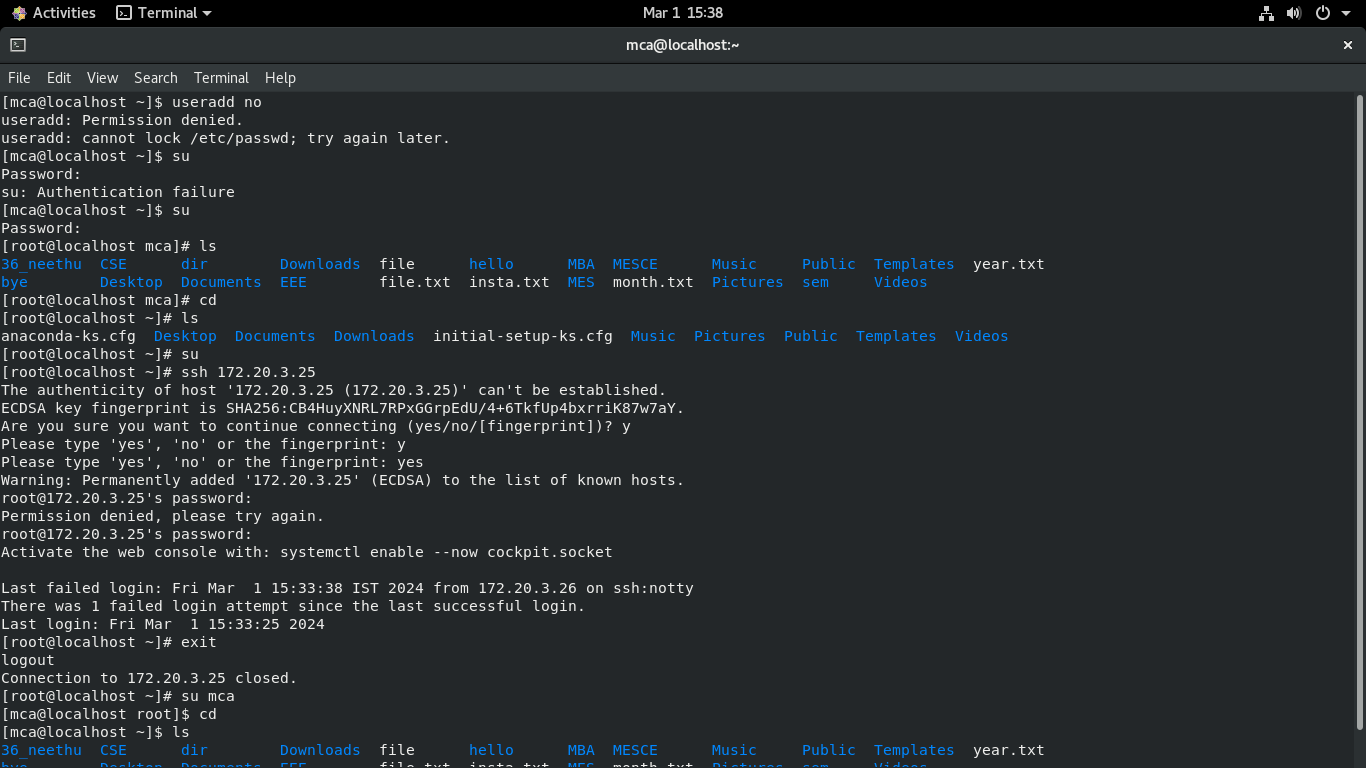 Activities Terminal Mar 1 15:38
mca@localhost:~ ×
File Edit View Search Terminal Help
[mca@localhost ~]$ useradd no
useradd: Permission denied.
useradd: cannot lock /etc/passwd; try again later.
[mca@localhost ~]$ su
Password:
su: Authentication failure
[mca@localhost ~]$ su
Password:
[root@localhost mca]# ls
36_neethu CSE dir Downloads file hello MBA MESCE Music Public Templates year.txt
bye Desktop Documents EEE file.txt insta.txt MES month.txt Pictures sem Videos
[root@localhost mca]# cd
[root@localhost ~]# ls
anaconda-ks.cfg Desktop Documents Downloads initial-setup-ks.cfg Music Pictures Public Templates Videos
[root@localhost ~]# su
[root@localhost ~]# ssh 172.20.3.25
The authenticity of host '172.20.3.25 (172.20.3.25)' can't be established.
ECDSA key fingerprint is SHA256:CB4HuyXNRL7RPxGGrpEdU/4+6TkfUp4bxrriK87w7aY.
Are you sure you want to continue connecting (yes/no/[fingerprint])? y
Please type 'yes', 'no' or the fingerprint: y
Please type 'yes', 'no' or the fingerprint: yes
Warning: Permanently added '172.20.3.25' (ECDSA) to the list of known hosts.
root@172.20.3.25's password:
Permission denied, please try again.
root@172.20.3.25's password:
Activate the web console with: systemctl enable --now cockpit.socket
Last failed login: Fri Mar  1 15:33:38 IST 2024 from 172.20.3.26 on ssh:notty
There was 1 failed login attempt since the last successful login.
Last login: Fri Mar  1 15:33:25 2024
[root@localhost ~]# exit
logout
Connection to 172.20.3.25 closed.
[root@localhost ~]# su mca
[mca@localhost root]$ cd
[mca@localhost ~]$ ls
36_neethu CSE dir Downloads file hello MBA MESCE Music Public Templates year.txt
bye Desktop Documents EEE file.txt insta.txt MES month.txt Pictures sem Videos